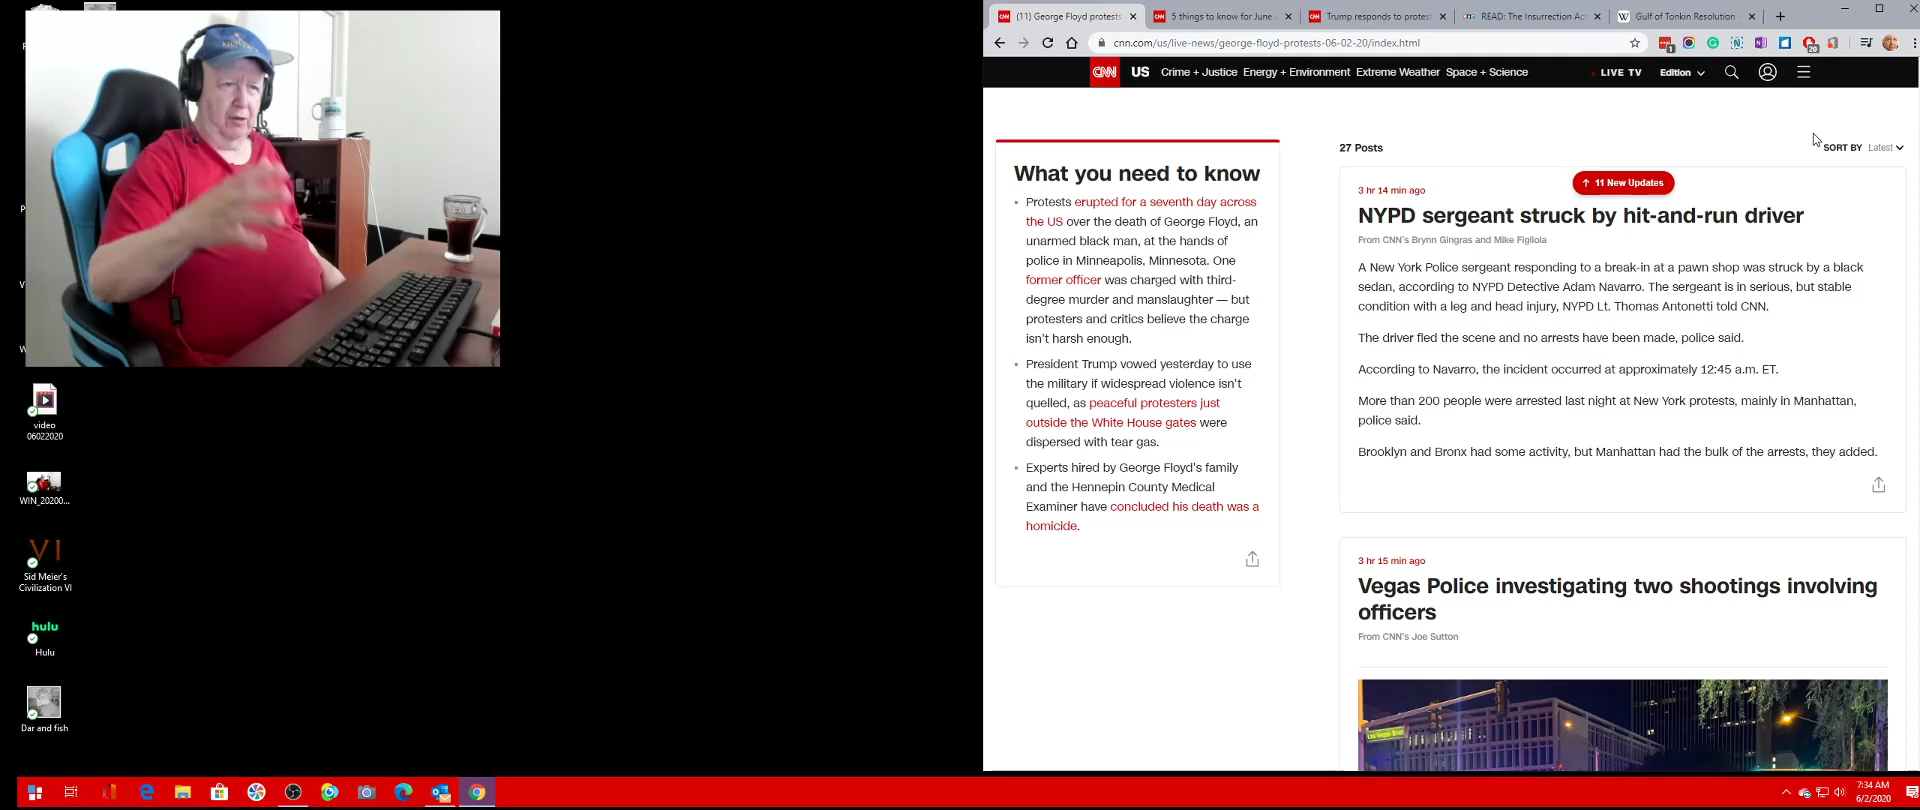 video
06022020
WIN_20200...
VI
Sid Meier's
Civilization VI
hulu
Hulu
Dar and fish
(11) George Floyd protests
5 things to know for June
Trump responds to protest
READ: The Insurrection Ac
Gulf of Tonkin Resolution
cnn.com/us/live-news/george-floyd-protests-06-02-20/index.html
CNN US Crime + Justice Energy + Environment Extreme Weather Space + Science LIVE TV Edition
27 Posts
SORT BY Latest
What you need to know
Protests erupted for a seventh day across
the US over the death of George Floyd, an
unarmed black man, at the hands of
police in Minneapolis, Minnesota. One
former officer was charged with third-
degree murder and manslaughter — but
protesters and critics believe the charge
isn't harsh enough.
President Trump vowed yesterday to use
the military if widespread violence isn't
quelled, as peaceful protesters just
outside the White House gates were
dispersed with tear gas.
Experts hired by George Floyd's family
and the Hennepin County Medical
Examiner have concluded his death was a
homicide.
11 New Updates
3 hr 14 min ago
NYPD sergeant struck by hit-and-run driver
From CNN's Brynn Gingras and Mike Figliola
A New York Police sergeant responding to a break-in at a pawn shop was struck by a black
sedan, according to NYPD Detective Adam Navarro. The sergeant is in serious, but stable
condition with a leg and head injury, NYPD Lt. Thomas Antonetti told CNN.
The driver fled the scene and no arrests have been made, police said.
According to Navarro, the incident occurred at approximately 12:45 a.m. ET.
More than 200 people were arrested last night at New York protests, mainly in Manhattan,
police said.
Brooklyn and Bronx had some activity, but Manhattan had the bulk of the arrests, they added.
3 hr 15 min ago
Vegas Police investigating two shootings involving
officers
From CNN's Joe Sutton
Las Vegas Blvd
7:34 AM
6/2/2020